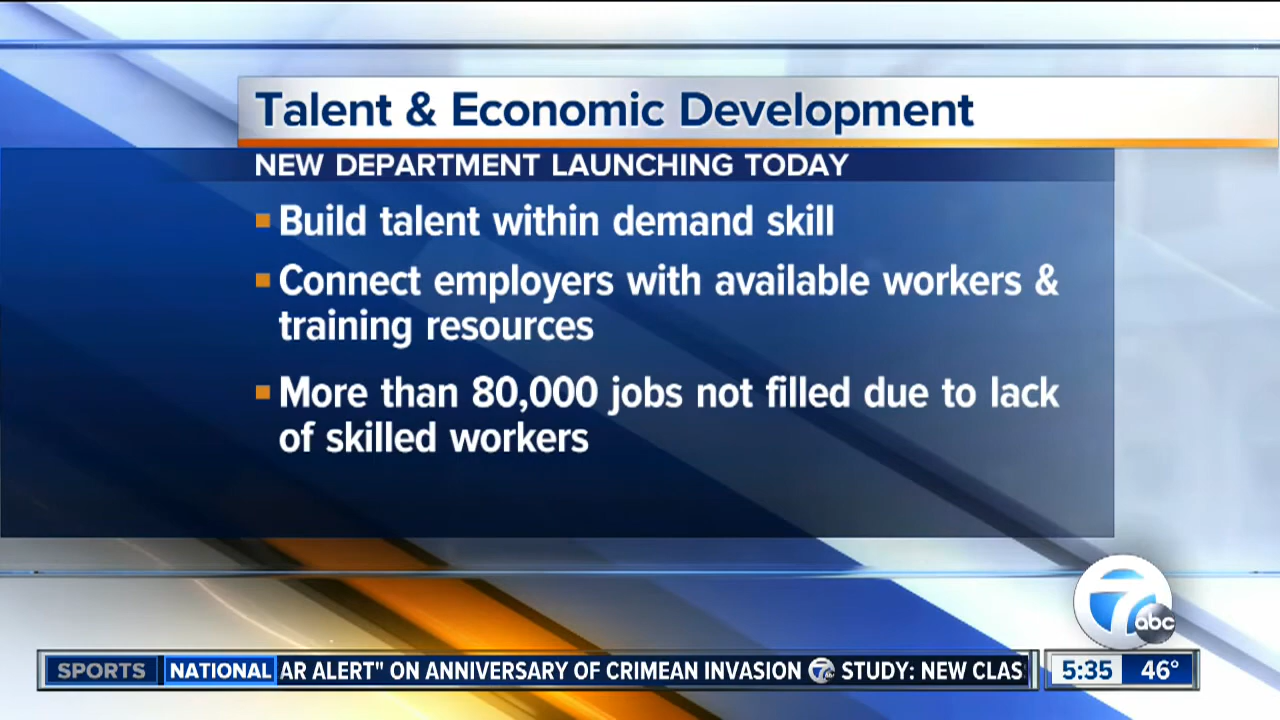 Talent & Economic Development
NEW DEPARTMENT LAUNCHING TODAY
Build talent within demand skill
Connect employers with available workers &
training resources
More than 80,000 jobs not filled due to lack
of skilled workers
7 abc
SPORTS NATIONAL AR ALERT" ON ANNIVERSARY OF CRIMEAN INVASION 7 STUDY: NEW CLAS 5:35 46°